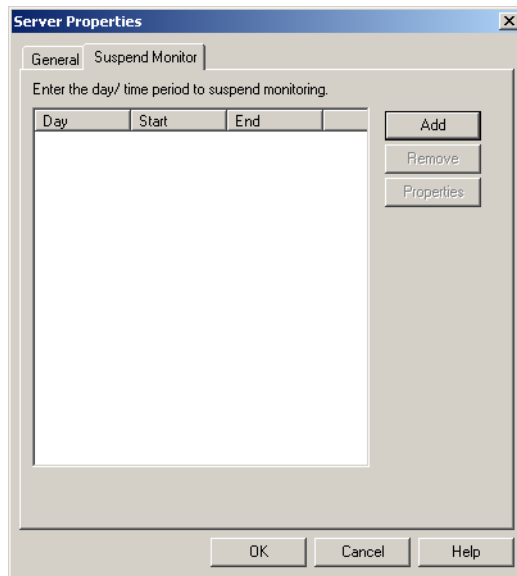 Server Properties
General Suspend Monitor
Enter the day/ time period to suspend monitoring.
Day Start End
Add
Remove
Properties
OK Cancel Help